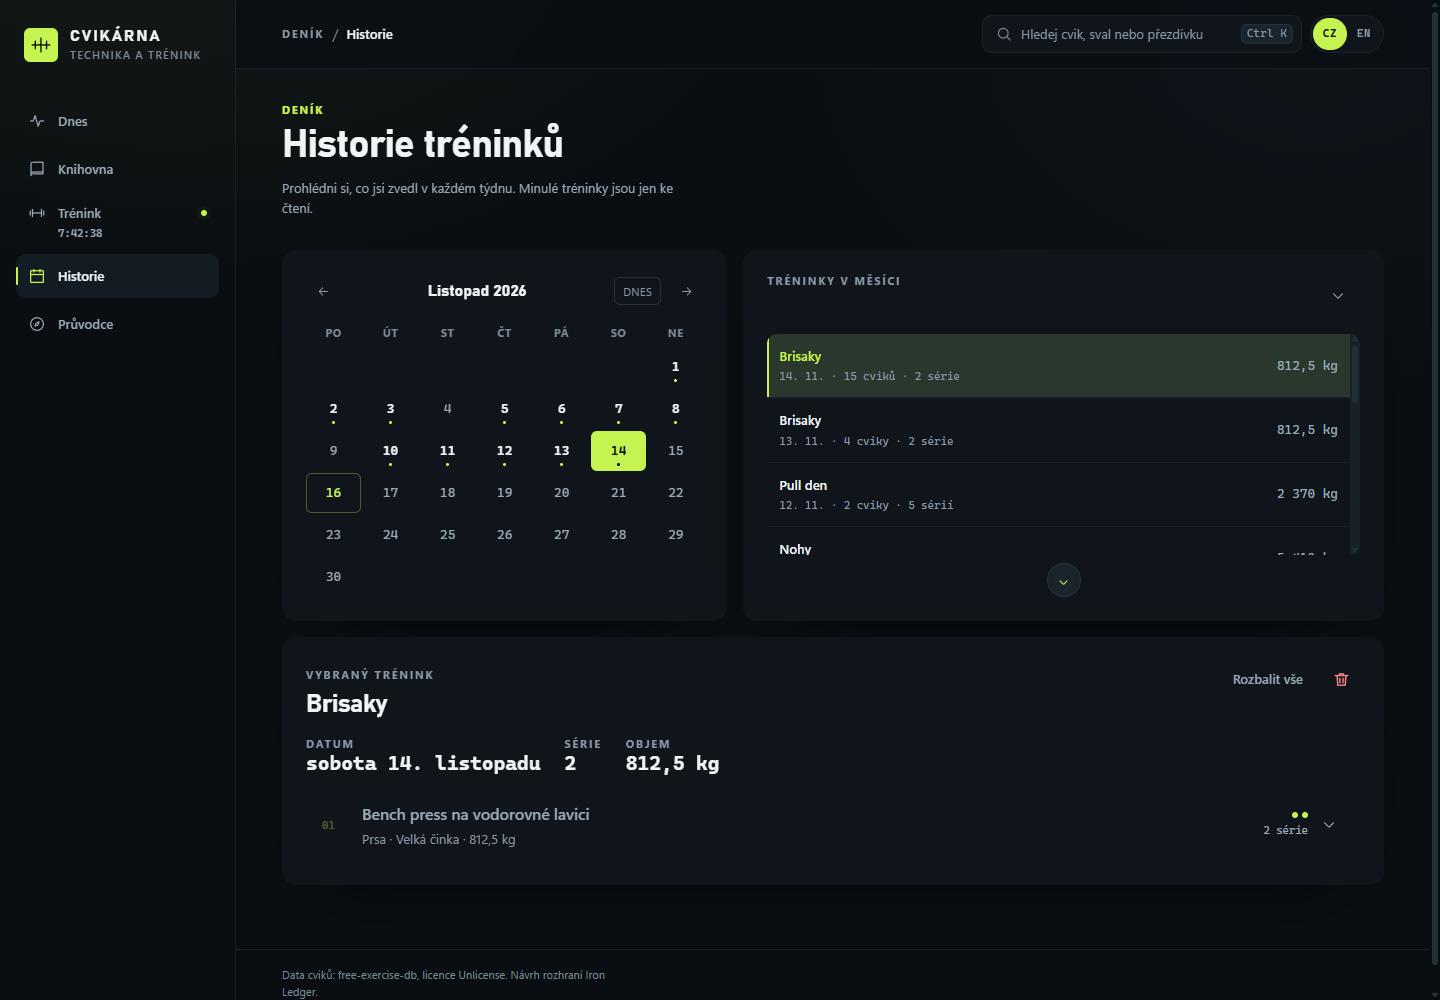 CVIKÁRNA
TECHNIKA A TRÉNINK
Dnes
Knihovna
Trénink
7:42:38
Historie
Průvodce
DENÍK / Historie
Hledej cvik, sval nebo přezdívku
Ctrl K
CZ
EN
DENÍK
Historie tréninků
Prohlédni si, co jsi zvedl v každém týdnu. Minulé tréninky jsou jen ke
čtení.
← Listopad 2026 DNES →
PO ÚT ST ČT PÁ SO NE
1
2 3 4 5 6 7 8
9 10 11 12 13 14 15
16 17 18 19 20 21 22
23 24 25 26 27 28 29
30
TRÉNINKY V MĚSÍCI
Brisaky
14. 11. · 15 cviků · 2 série
812,5 kg
Brisaky
13. 11. · 4 cviky · 2 série
812,5 kg
Pull den
12. 11. · 2 cviky · 5 sérií
2 370 kg
Nohy
VYBRANÝ TRÉNINK
Brisaky
Rozbalit vše
DATUM SÉRIE OBJEM
sobota 14. listopadu 2 812,5 kg
01
Bench press na vodorovné lavici
Prsa · Velká činka · 812,5 kg
2 série
Data cviků: free-exercise-db, licence Unlicense. Návrh rozhraní Iron
Ledger.